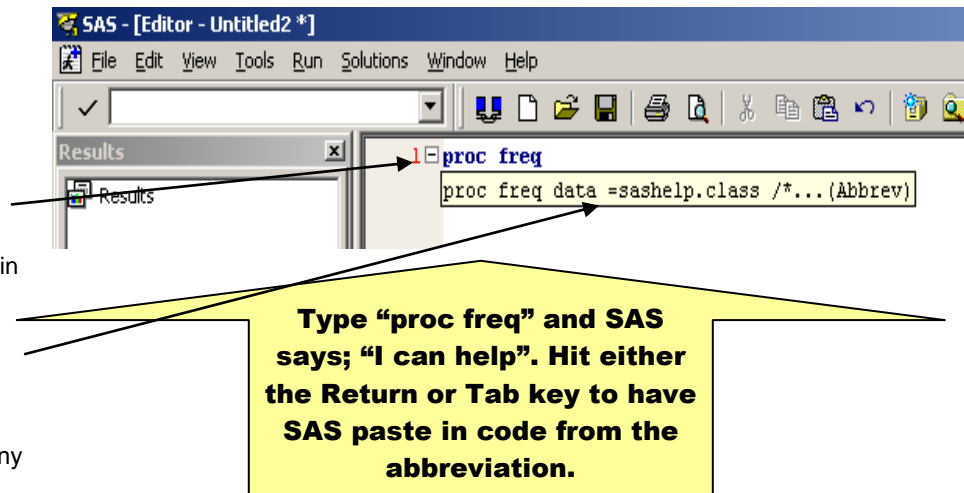 SAS - [Editor - Untitled2 *]
File Edit View Tools Run Solutions Window Help
Results
Results
1 proc freq
proc freq data =sashelp.class /*...(Abbrev)
in
ny
Type “proc freq” and SAS
says; “I can help”. Hit either
the Return or Tab key to have
SAS paste in code from the
abbreviation.